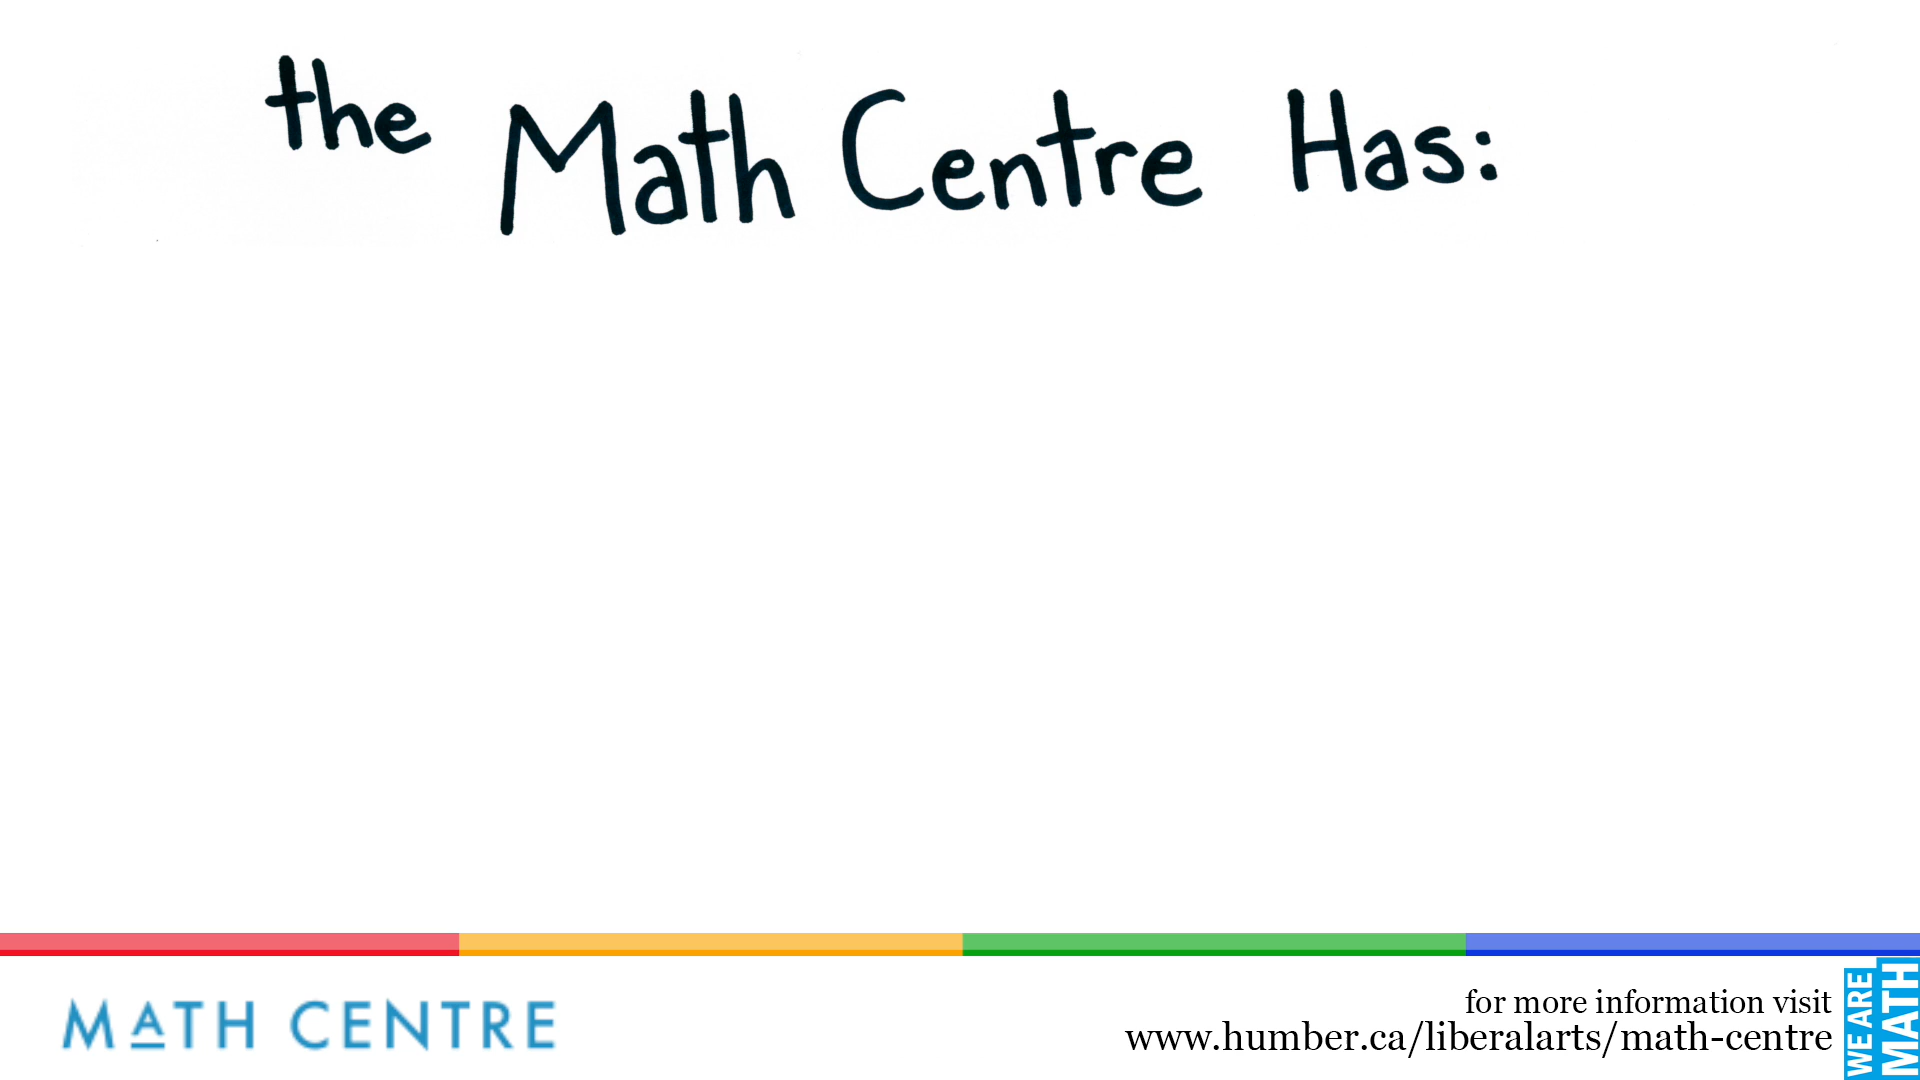 the Math Centre Has:
MATH CENTRE
for more information visit
www.humber.ca/liberalarts/math-centre
WE ARE
MATH